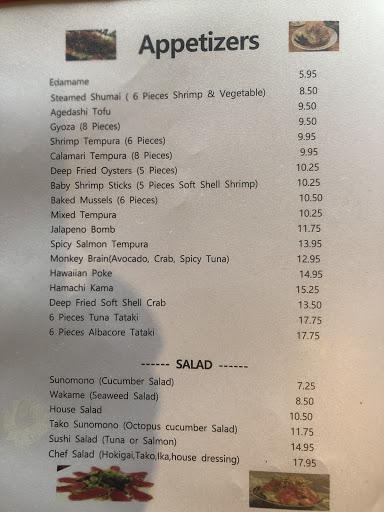 Appetizers
Edamame 5.95
Steamed Shumai ( 6 Pieces Shrimp & Vegetable) 8.50
Agedashi Tofu 9.50
Gyoza (8 Pieces) 9.50
Shrimp Tempura (6 Pieces) 9.95
Calamari Tempura (8 Pieces) 9.95
Deep Fried Oysters (5 Pieces) 10.25
Baby Shrimp Sticks (5 Pieces Soft Shell Shrimp) 10.25
Baked Mussels (6 Pieces) 10.50
Mixed Tempura 10.25
Jalapeno Bomb 11.75
Spicy Salmon Tempura 13.95
Monkey Brain(Avocado, Crab, Spicy Tuna) 12.95
Hawaiian Poke 14.95
Hamachi Kama 15.25
Deep Fried Soft Shell Crab 13.50
6 Pieces Tuna Tataki 17.75
6 Pieces Albacore Tataki 17.75
------ SALAD ------
Sunomono (Cucumber Salad) 7.25
Wakame (Seaweed Salad) 8.50
House Salad 10.50
Tako Sunomono (Octopus cucumber Salad) 11.75
Sushi Salad (Tuna or Salmon) 14.95
Chef Salad (Hokigai,Tako,Ika,house dressing) 17.95